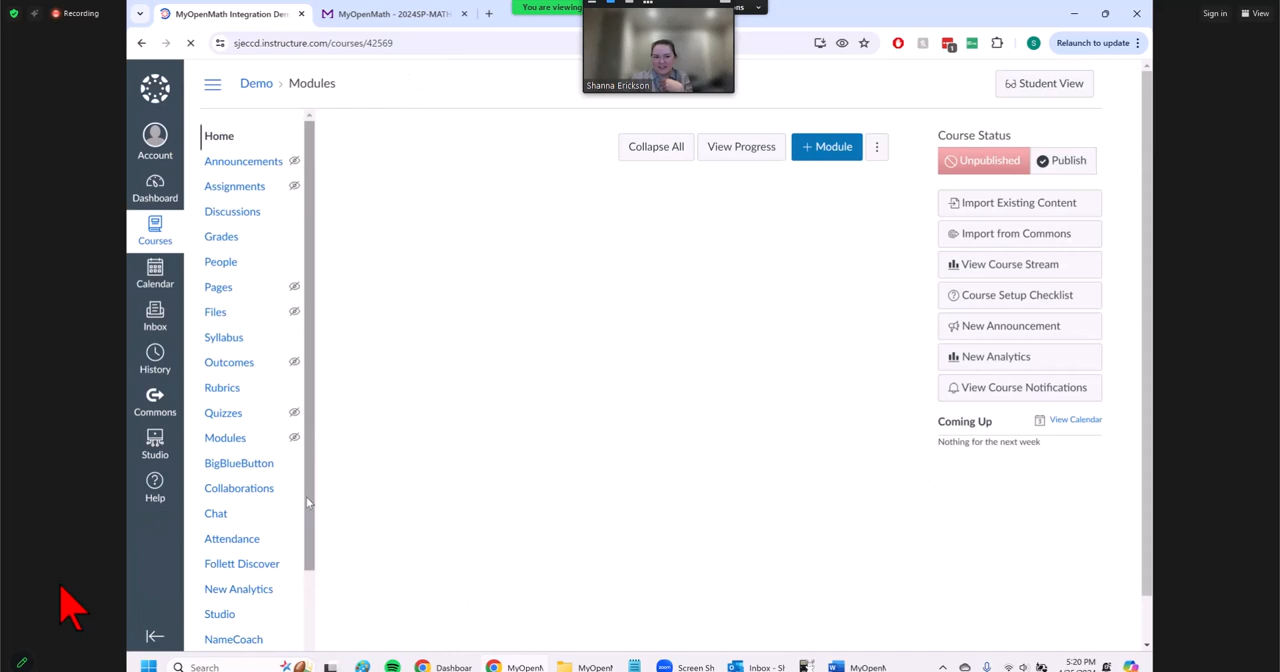 Recording
MyOpenMath Integration Den
MyOpenMath - 2024SP-MATH
You are viewing
ons
Sign in
View
sjeccd.instructure.com/courses/42569
Relaunch to update
Shanna Erickson
Demo > Modules
Student View
Account
Dashboard
Courses
Calendar
Inbox
History
Commons
Studio
Help
Home
Announcements
Assignments
Discussions
Grades
People
Pages
Files
Syllabus
Outcomes
Rubrics
Quizzes
Modules
BigBlueButton
Collaborations
Chat
Attendance
Follett Discover
New Analytics
Studio
NameCoach
Collapse All
View Progress
+ Module
Course Status
Unpublished
Publish
Import Existing Content
Import from Commons
View Course Stream
Course Setup Checklist
New Announcement
New Analytics
View Course Notifications
Coming Up
View Calendar
Nothing for the next week
Search
Dashboar
MyOpenM
MyOpenM
Screen Sh
Inbox - SH
MyOpenM
5:20 PM